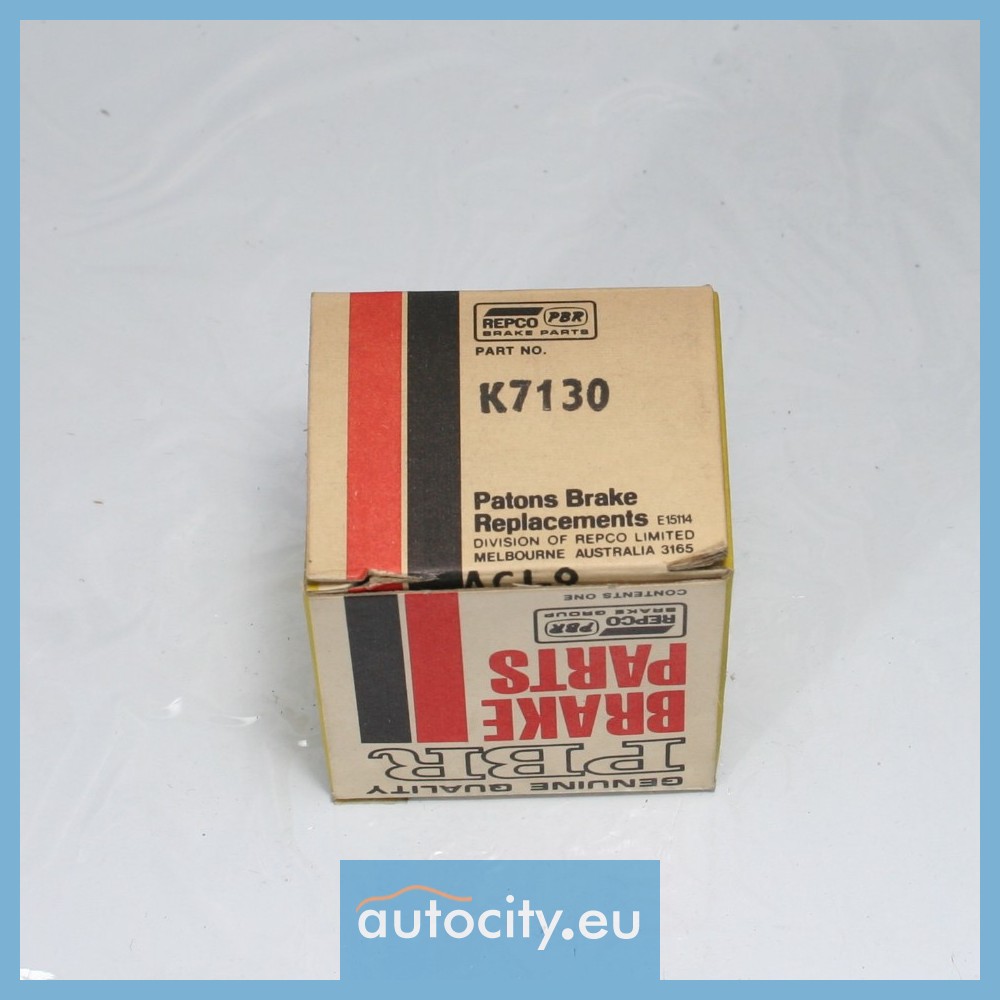 REPCO PBR
BRAKE PARTS
PART NO.
K7130
Patons Brake
Replacements E15114
DIVISION OF REPCO LIMITED
MELBOURNE AUSTRALIA 3165
CONTENTS ONE
REPCO PBR
BRAKE GROUP
BRAKE
PARTS
PBR
GENUINE QUALITY
autocity.eu